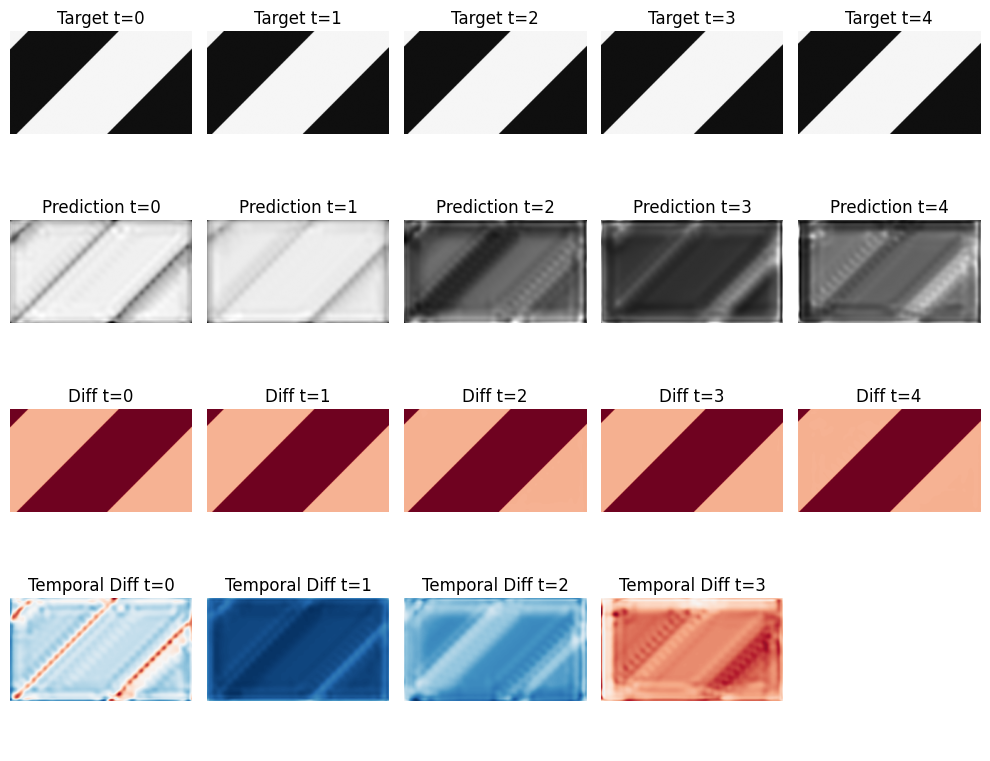 Target t=0 Target t=1 Target t=2 Target t=3 Target t=4
Prediction t=0 Prediction t=1 Prediction t=2 Prediction t=3 Prediction t=4
Diff t=0 Diff t=1 Diff t=2 Diff t=3 Diff t=4
Temporal Diff t=0 Temporal Diff t=1 Temporal Diff t=2 Temporal Diff t=3